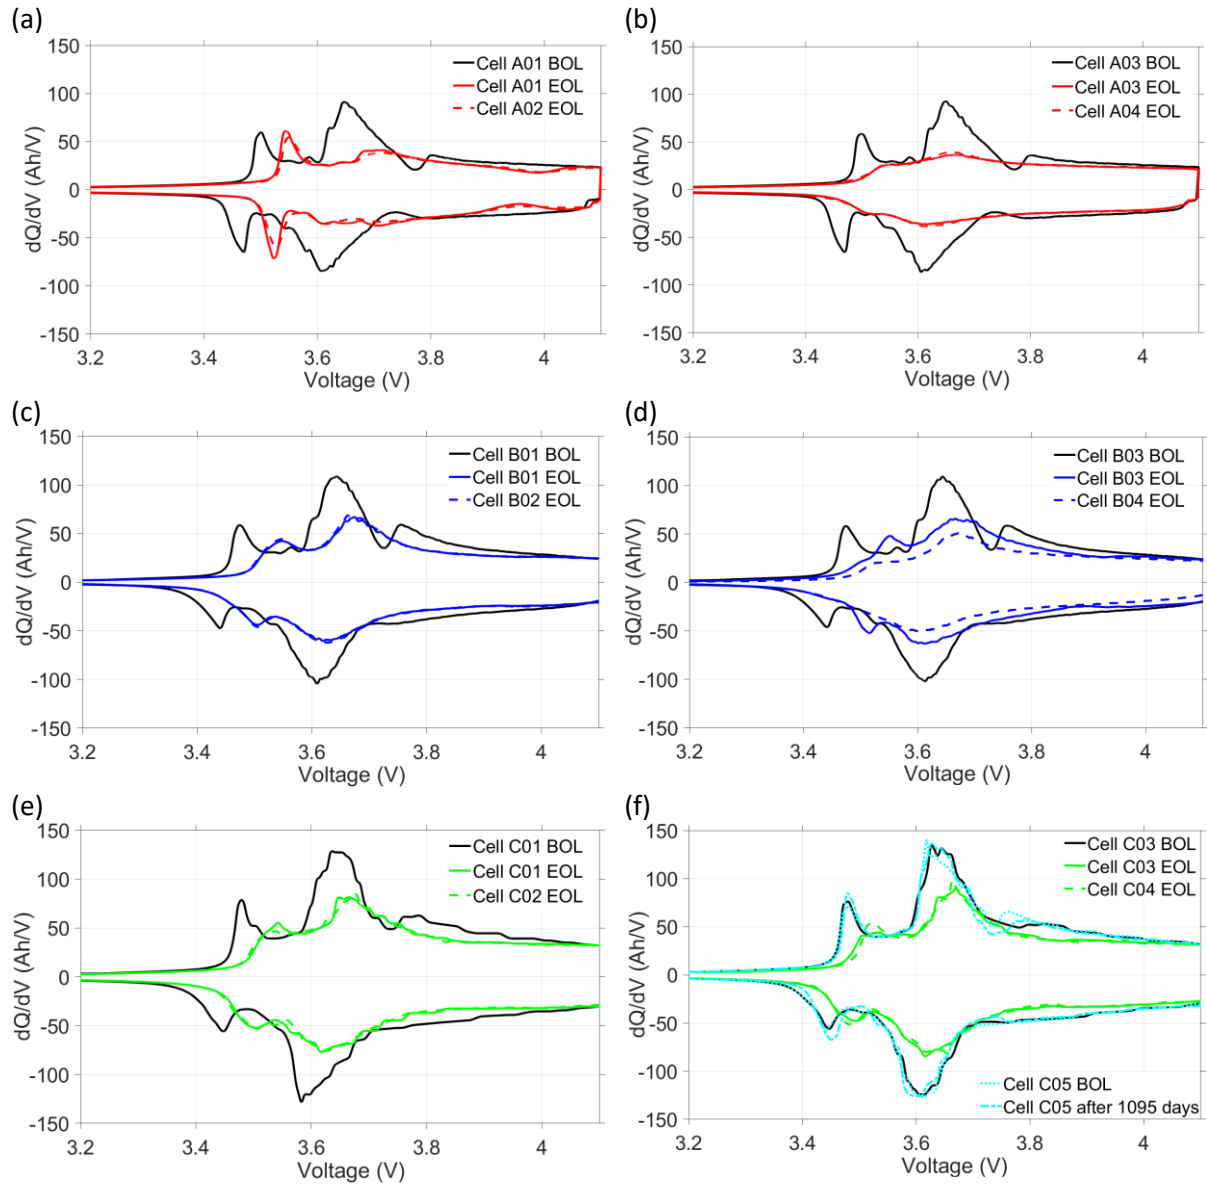 (a)
150
100
50
0
-50
-100
-150
dQ/dV (Ah/V)
Cell A01 BOL
Cell A01 EOL
Cell A02 EOL
3.2
3.4
3.6
3.8
4
Voltage (V)
(b)
150
100
50
0
-50
-100
-150
dQ/dV (Ah/V)
Cell A03 BOL
Cell A03 EOL
Cell A04 EOL
3.2
3.4
3.6
3.8
4
Voltage (V)
(c)
150
100
50
0
-50
-100
-150
dQ/dV (Ah/V)
Cell B01 BOL
Cell B01 EOL
Cell B02 EOL
3.2
3.4
3.6
3.8
4
Voltage (V)
(d)
150
100
50
0
-50
-100
-150
dQ/dV (Ah/V)
Cell B03 BOL
Cell B03 EOL
Cell B04 EOL
3.2
3.4
3.6
3.8
4
Voltage (V)
(e)
150
100
50
0
-50
-100
-150
dQ/dV (Ah/V)
Cell C01 BOL
Cell C01 EOL
Cell C02 EOL
3.2
3.4
3.6
3.8
4
Voltage (V)
(f)
150
100
50
0
-50
-100
-150
dQ/dV (Ah/V)
Cell C03 BOL
Cell C03 EOL
Cell C04 EOL
Cell C05 BOL
Cell C05 after 1095 days
3.2
3.4
3.6
3.8
4
Voltage (V)